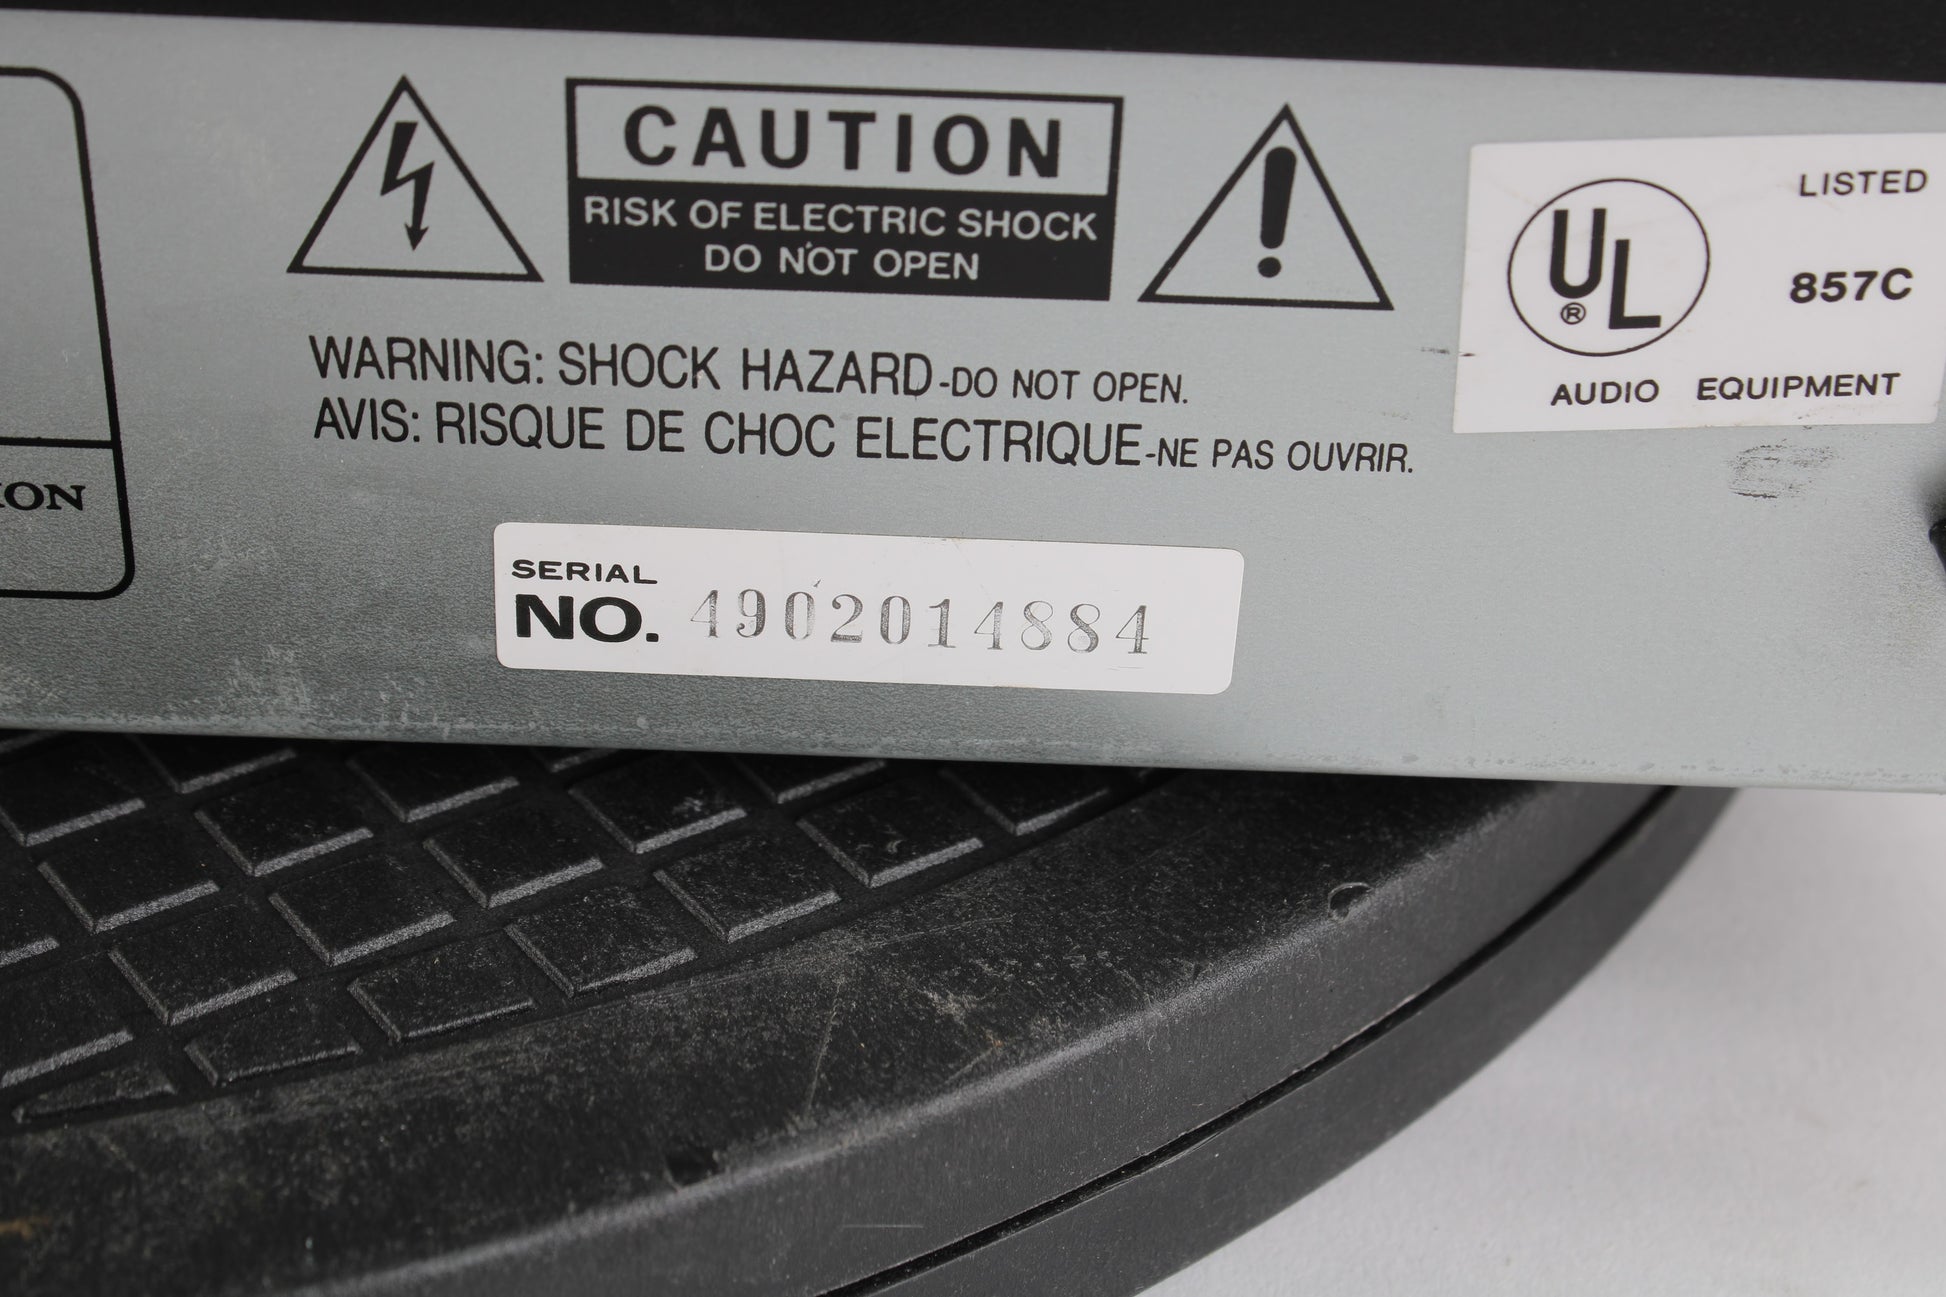 CAUTION
RISK OF ELECTRIC SHOCK
DO NOT OPEN
WARNING: SHOCK HAZARD-DO NOT OPEN.
AVIS: RISQUE DE CHOC ELECTRIQUE-NE PAS OUVRIR.
UL® LISTED
857C
AUDIO EQUIPMENT
SERIAL
NO. 4902014884